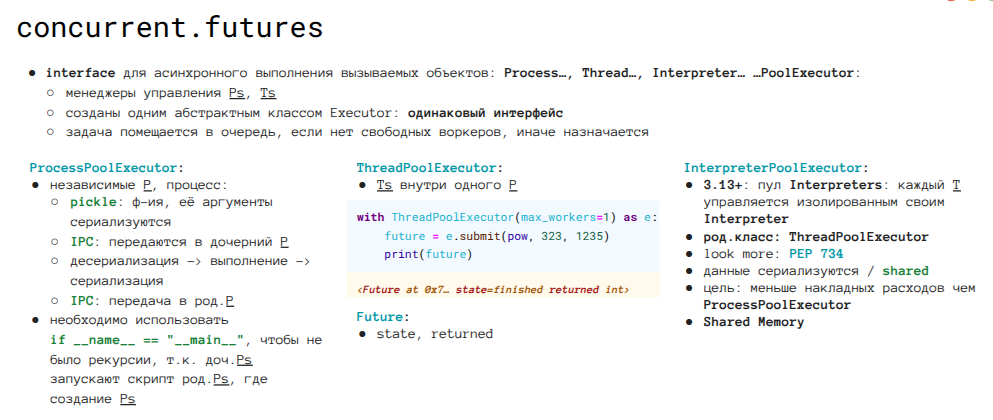 concurrent.futures
● interface для асинхронного выполнения вызываемых объектов: Process…, Thread…, Interpreter… …PoolExecutor:
○ менеджеры управления Ps, Ts
○ созданы одним абстрактным классом Executor: одинаковый интерфейс
○ задача помещается в очередь, если нет свободных воркеров, иначе назначается
ProcessPoolExecutor:
● независимые P, процесс:
○ pickle: ф-ия, её аргументы
сериализуются
○ IPC: передаются в дочерний P
○ десериализация -> выполнение ->
сериализация
○ IPC: передача в род.P
● необходимо использовать
if __name__ == "__main__", чтобы не
было рекурсии, т.к. доч.Ps
запускают скрипт род.Ps, где
создание Ps
ThreadPoolExecutor:
● Ts внутри одного P
with ThreadPoolExecutor(max_workers=1) as e:
    future = e.submit(pow, 323, 1235)
    print(future)
<Future at 0x7… state=finished returned int>
Future:
● state, returned
InterpreterPoolExecutor:
● 3.13+: пул Interpreters: каждый T
управляется изолированным своим
Interpreter
● род.класс: ThreadPoolExecutor
● look more: PEP 734
● данные сериализуются / shared
● цель: меньше накладных расходов чем
ProcessPoolExecutor
● Shared Memory